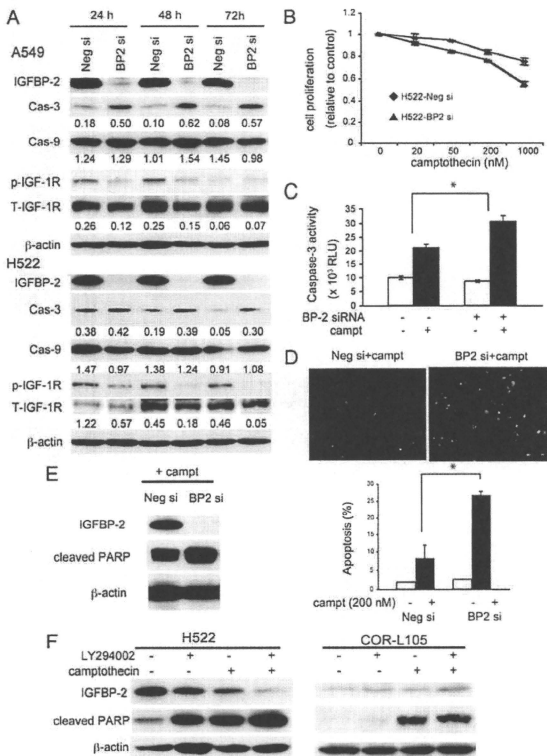 A
24 h 48 h 72h
Neg si BP2 si Neg si BP2 si Neg si BP2 si
A549
IGFBP-2
Cas-3
0.18 0.50 0.10 0.62 0.08 0.57
Cas-9
1.24 1.29 1.01 1.54 1.45 0.98
p-IGF-1R
T-IGF-1R
0.26 0.12 0.25 0.15 0.06 0.07
β-actin
H522
IGFBP-2
Cas-3
0.38 0.42 0.19 0.39 0.05 0.30
Cas-9
1.47 0.97 1.38 1.24 0.91 1.08
p-IGF-1R
T-IGF-1R
1.22 0.57 0.45 0.18 0.46 0.05
β-actin
B
cell proliferation
(relative to control)
1.2
1
0.8
0.6
0.4
H522-Neg si
H522-BP2 si
0 20 50 200 1000
camptothecin (nM)
C
Caspase-3 activity
(x 10³ RLU)
*
35
30
25
20
15
10
5
0
BP-2 siRNA - - + +
campt - + - +
D
Neg si+campt BP2 si+campt
*
Apoptosis (%)
30
25
20
15
10
5
0
campt (200 nM) - + - +
Neg si BP2 si
E
+ campt
Neg si BP2 si
IGFBP-2
cleaved PARP
β-actin
F
H522 COR-L105
LY294002 - + - + - + - +
camptothecin - - + + - - + +
IGFBP-2
cleaved PARP
β-actin